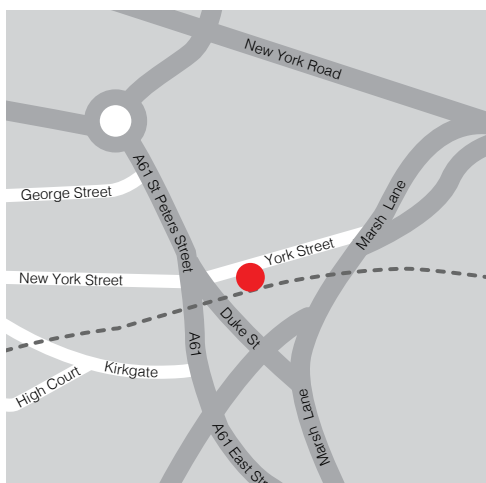 New York Road
A61 St Peters Street
George Street
Marsh Lane
York Street
New York Street
Duke St
A61
Kirkgate
High Court
Marsh Lane
A61 East St